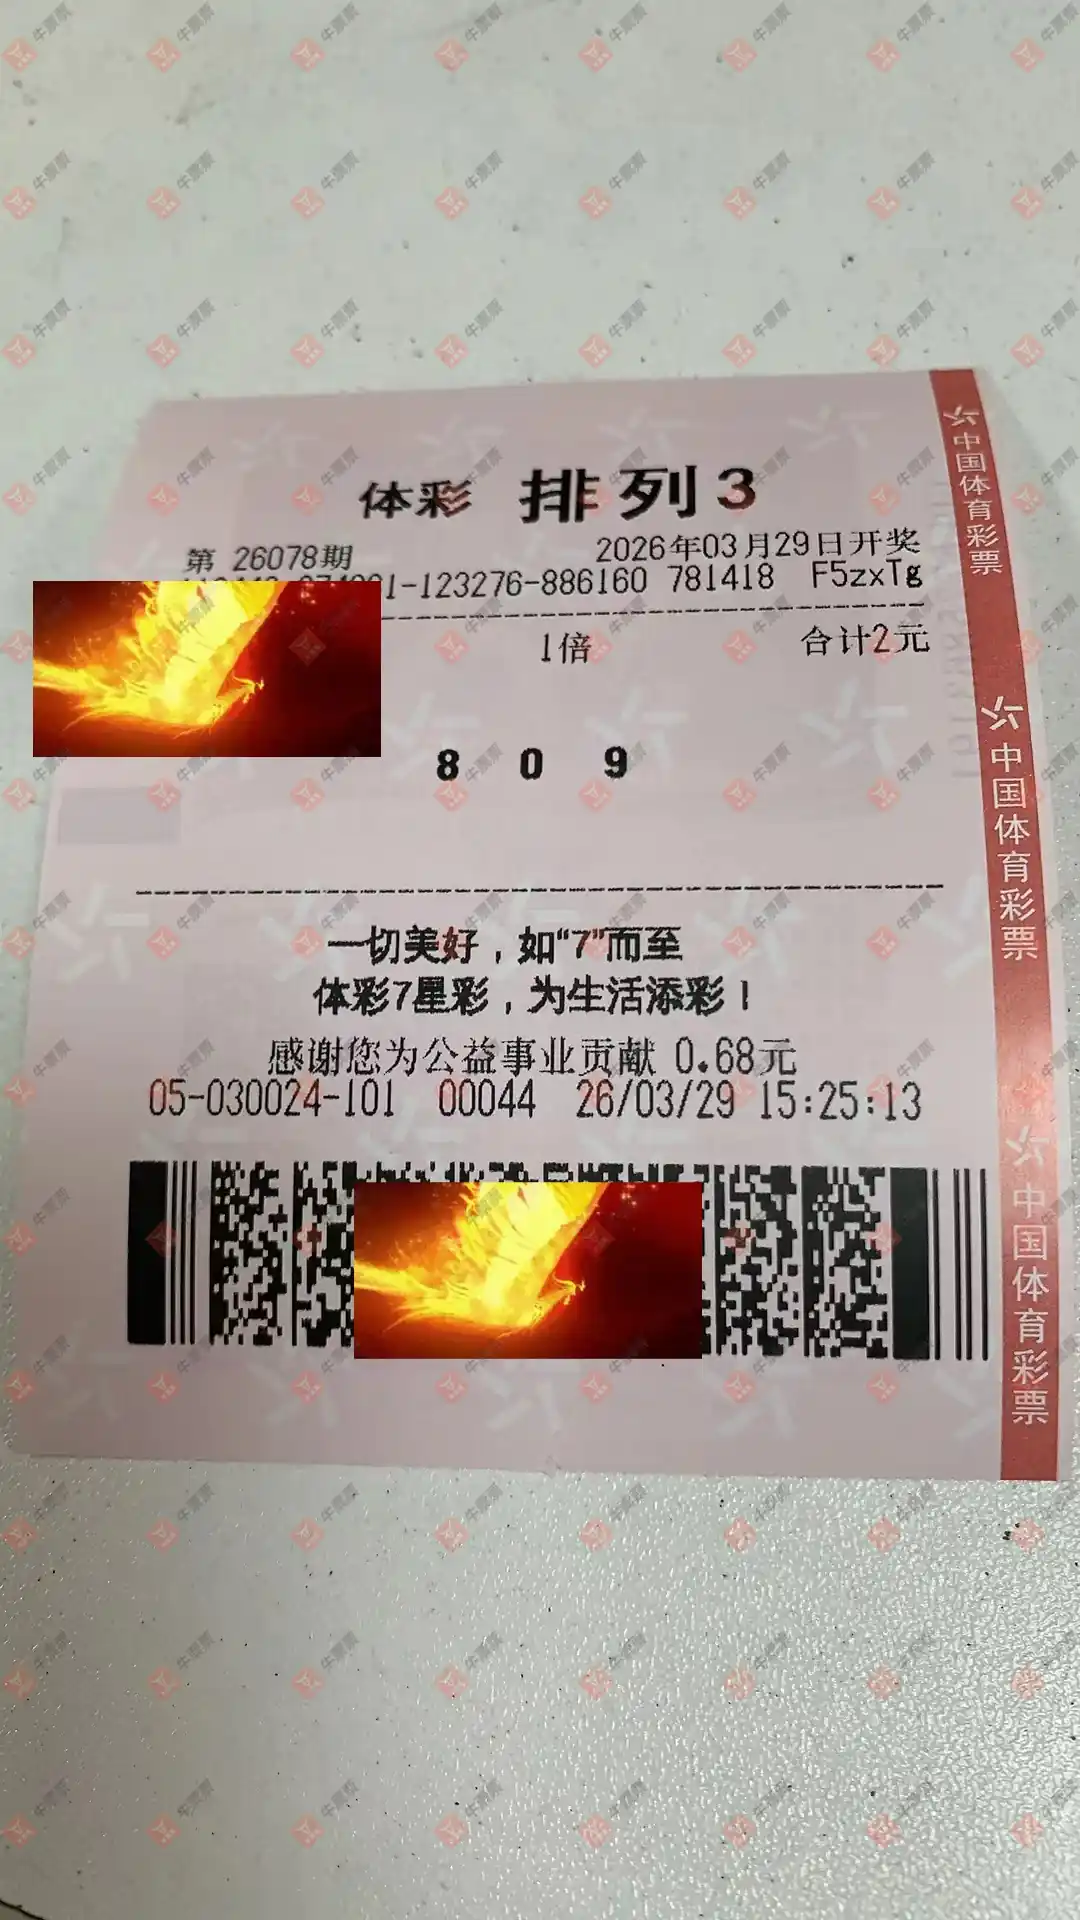 体彩 排列3
第 26078期 2026年03月29日开奖
1-123276-886160 781418 F5zxTg
1倍 合计2元
8 0 9
一切美好，如“7”而至
体彩7星彩，为生活添彩！
感谢您为公益事业贡献 0.68元
05-030024-101 00044 26/03/29 15:25:13
中国体育彩票
中国体育彩票
中国体育彩票